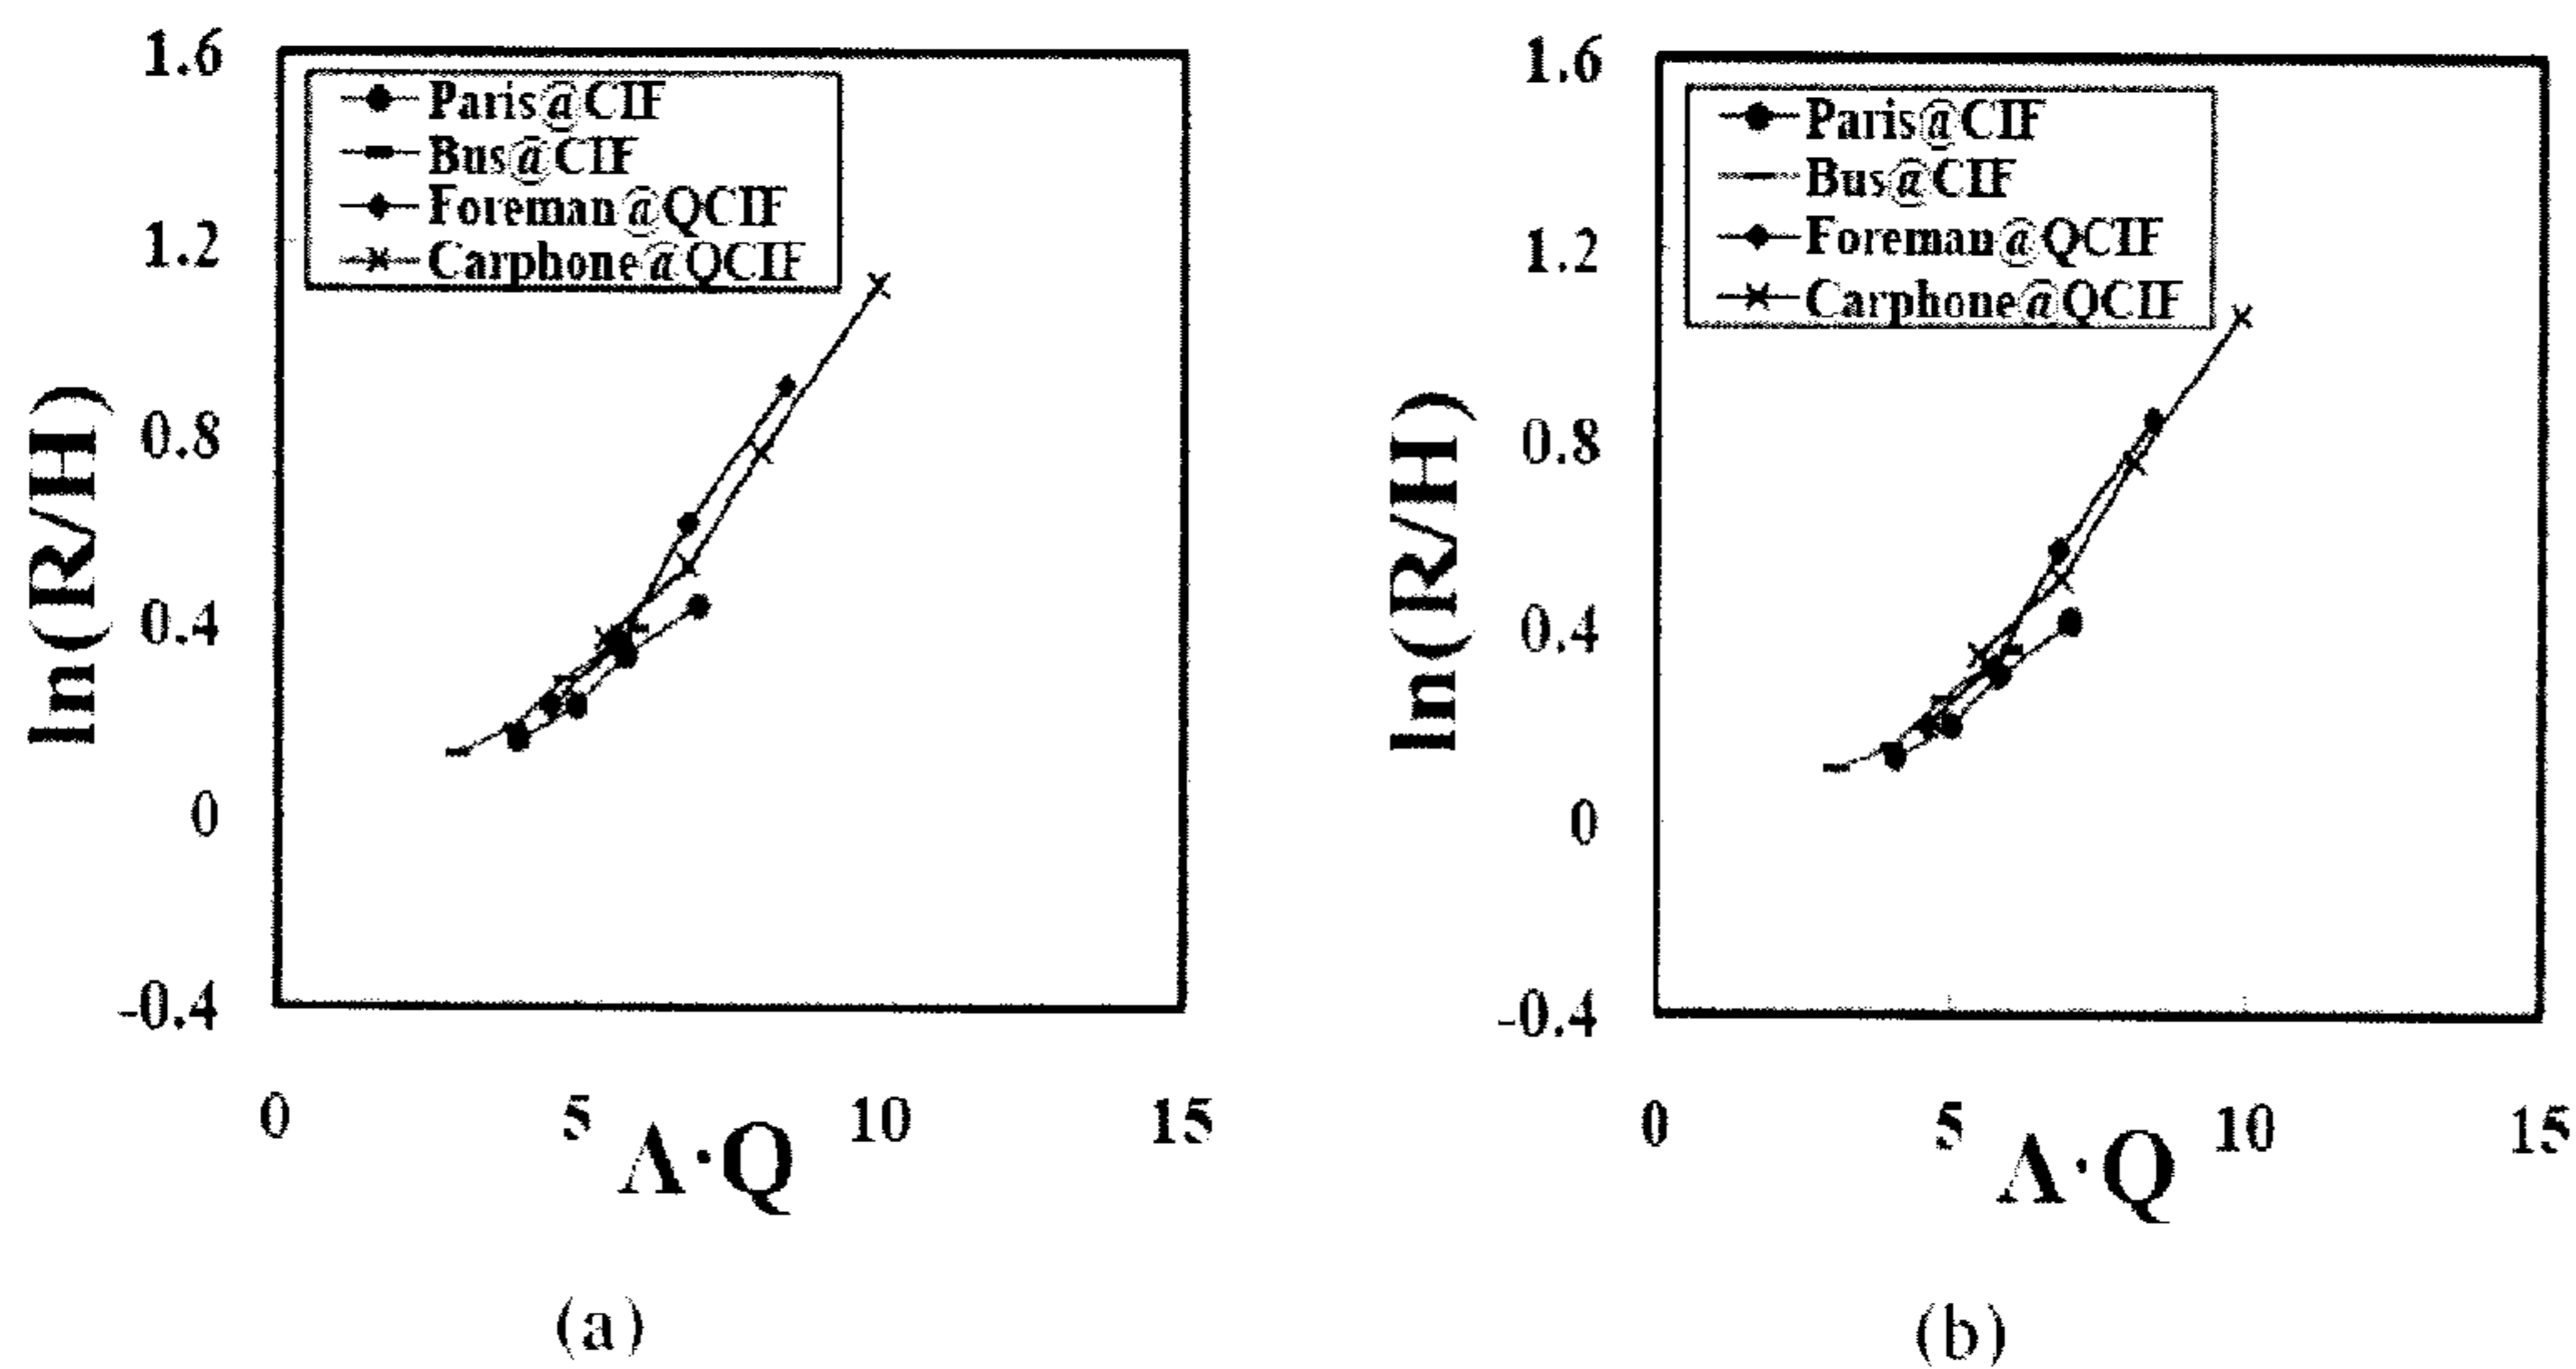 1.6
1.2
0.8
0.4
0
-0.4
ln(R/H)
Paris@CIF
Bus@CIF
Foreman@QCIF
Carphone@QCIF
0
5
10
15
Λ·Q
(a)
1.6
1.2
0.8
0.4
0
-0.4
ln(R/H)
Paris@CIF
Bus@CIF
Foreman@QCIF
Carphone@QCIF
0
5
10
15
Λ·Q
(b)